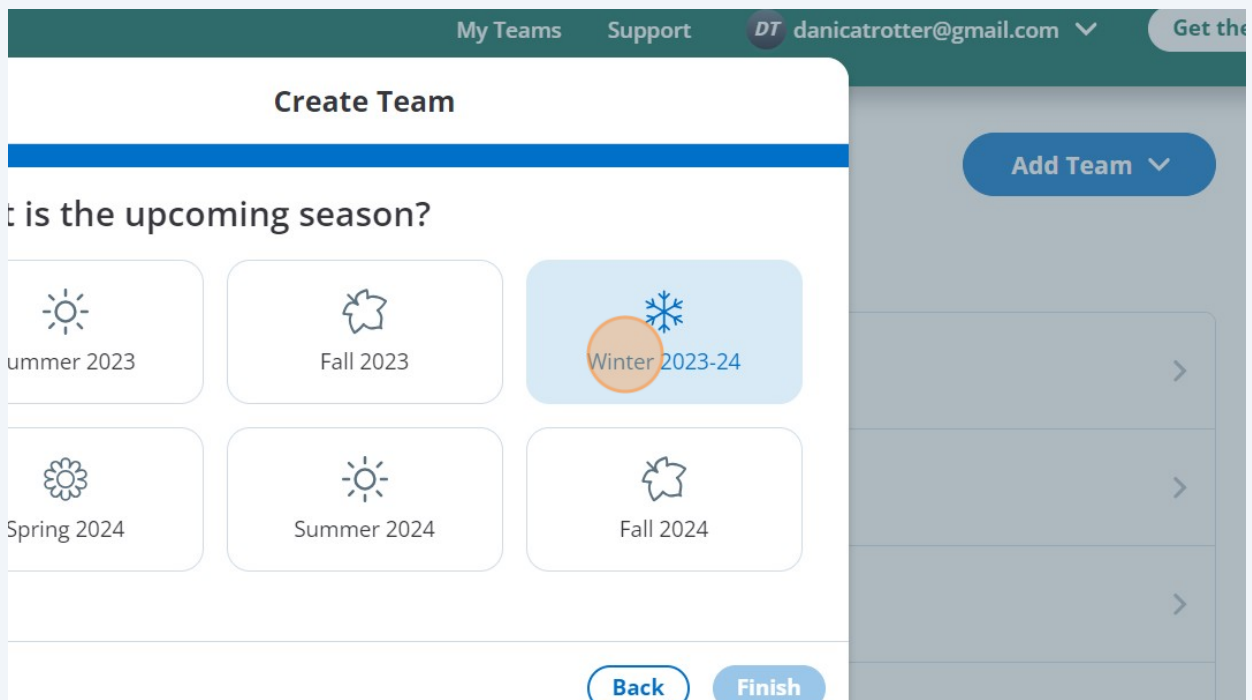 My Teams Support DT danicatrotter@gmail.com Get the
Create Team
Add Team
t is the upcoming season?
ummer 2023 Fall 2023 Winter 2023-24
Spring 2024 Summer 2024 Fall 2024
Back Finish